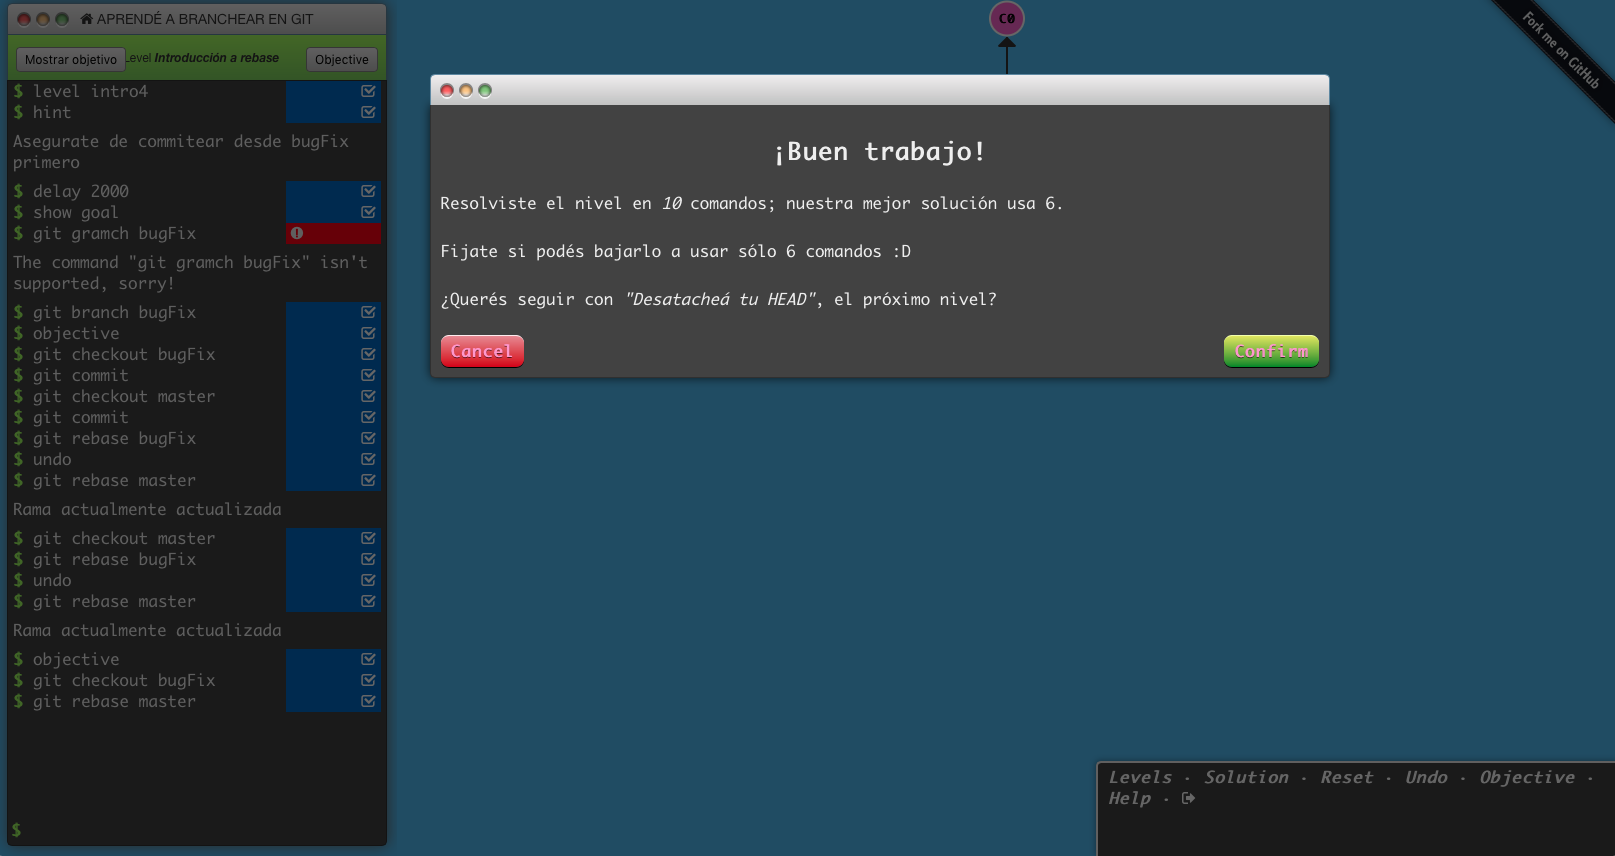 APRENDÉ A BRANCHEAR EN GIT
Mostrar objetivo Level Introducción a rebase Objective
$ level intro4
$ hint
Asegurate de commitear desde bugFix
primero
$ delay 2000
$ show goal
$ git gramch bugFix
The command "git gramch bugFix" isn't
supported, sorry!
$ git branch bugFix
$ objective
$ git checkout bugFix
$ git commit
$ git checkout master
$ git commit
$ git rebase bugFix
$ undo
$ git rebase master
Rama actualmente actualizada
$ git checkout master
$ git rebase bugFix
$ undo
$ git rebase master
Rama actualmente actualizada
$ objective
$ git checkout bugFix
$ git rebase master
$
C0
Fork me on GitHub
¡Buen trabajo!
Resolviste el nivel en 10 comandos; nuestra mejor solución usa 6.
Fijate si podés bajarlo a usar sólo 6 comandos :D
¿Querés seguir con "Desatacheá tu HEAD", el próximo nivel?
Cancel Confirm
Levels · Solution · Reset · Undo · Objective ·
Help ·